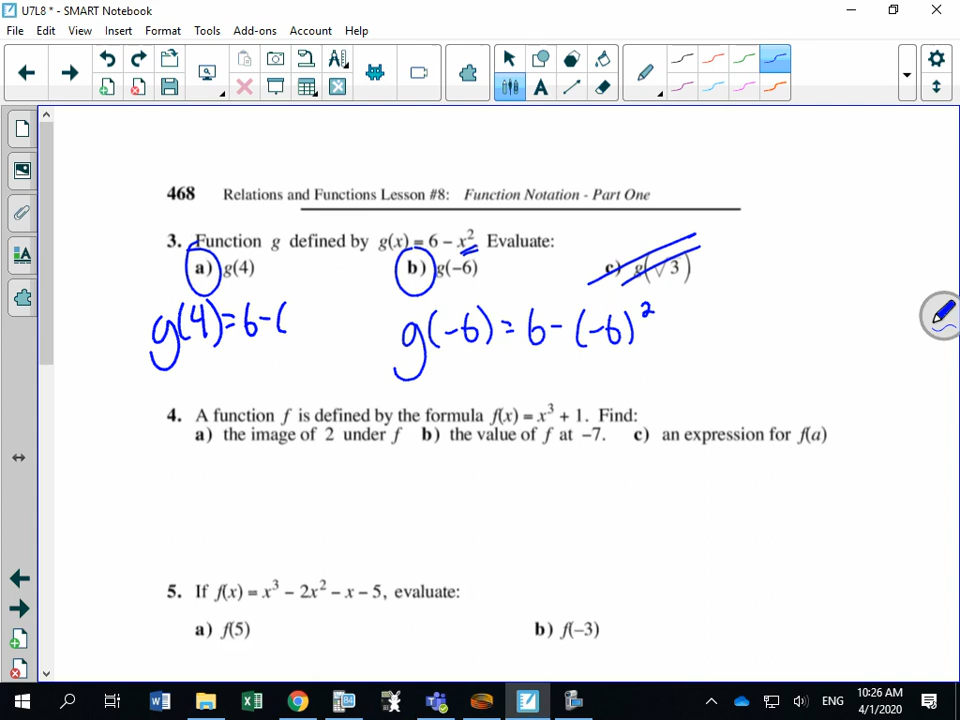 U7L8 * - SMART Notebook
File Edit View Insert Format Tools Add-ons Account Help
468 Relations and Functions Lesson #8: Function Notation - Part One
3. Function g defined by g(x) = 6 – x² Evaluate:
a) g(4) b) g(–6) c) g(√3)
g(4)=6-( g(-6)=6-(-6)²
4. A function f is defined by the formula f(x) = x³ + 1. Find:
a) the image of 2 under f b) the value of f at –7. c) an expression for f(a)
5. If f(x) = x³ – 2x² – x – 5, evaluate:
a) f(5) b) f(–3)
ENG 10:26 AM
4/1/2020